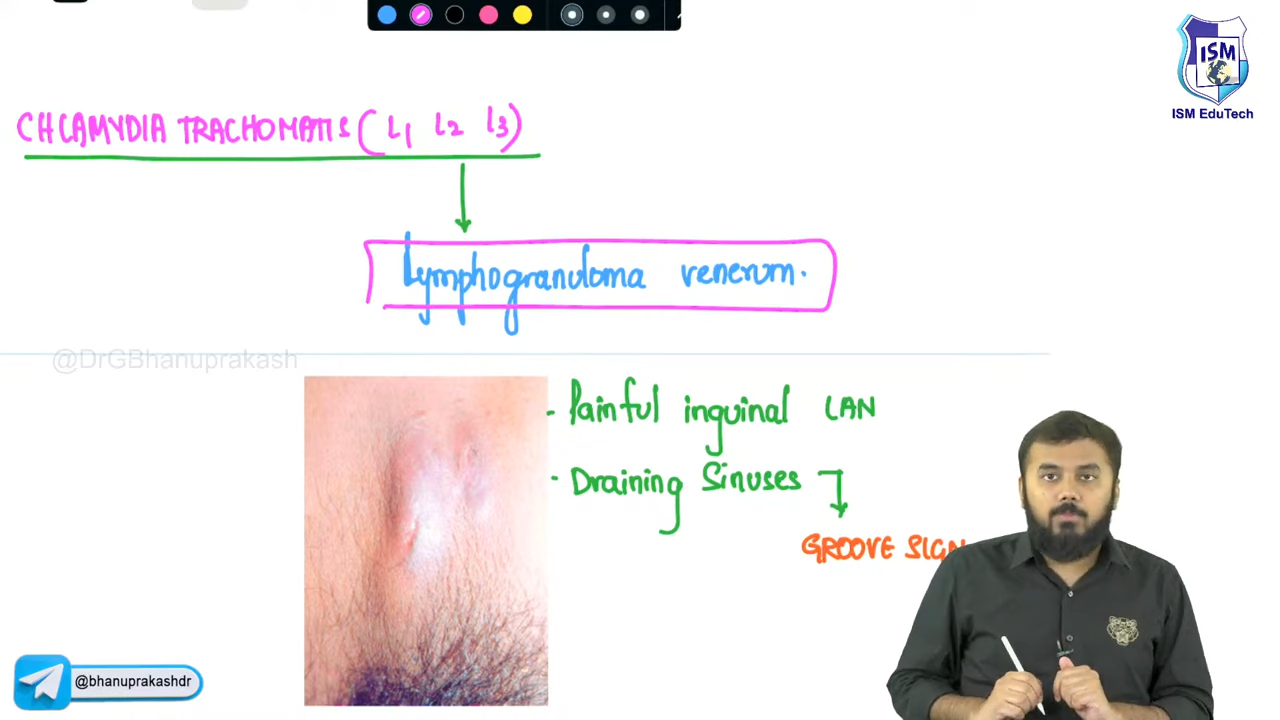 ISM
ISM EduTech
CHLAMYDIA TRACHOMATIS (L1 L2 L3)
Lymphogranuloma venerum.
@DrGBhanuprakash
- Painful inguinal LAN
- Draining Sinuses
GROOVE SIGN
@bhanuprakashdr